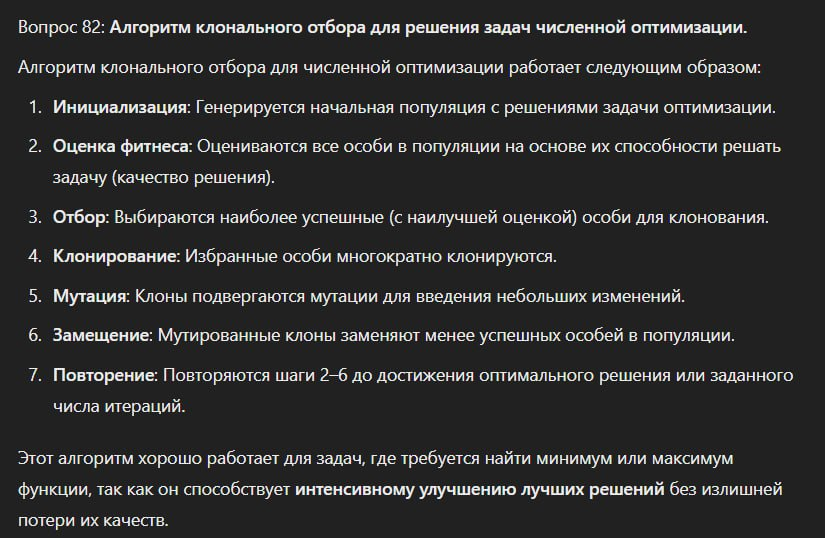 Вопрос 82: Алгоритм клонального отбора для решения задач численной оптимизации.
Алгоритм клонального отбора для численной оптимизации работает следующим образом:
1. Инициализация: Генерируется начальная популяция с решениями задачи оптимизации.
2. Оценка фитнеса: Оцениваются все особи в популяции на основе их способности решать
задачу (качество решения).
3. Отбор: Выбираются наиболее успешные (с наилучшей оценкой) особи для клонования.
4. Клонирование: Избранные особи многократно клонируются.
5. Мутация: Клоны подвергаются мутации для введения небольших изменений.
6. Замещение: Мутированные клоны заменяют менее успешных особей в популяции.
7. Повторение: Повторяются шаги 2–6 до достижения оптимального решения или заданного
числа итераций.
Этот алгоритм хорошо работает для задач, где требуется найти минимум или максимум
функции, так как он способствует интенсивному улучшению лучших решений без излишней
потери их качеств.